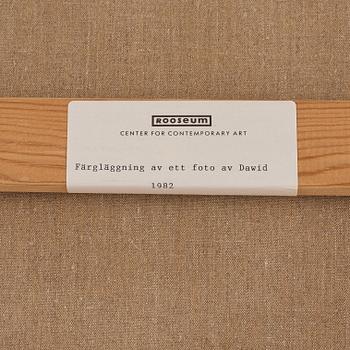 ROOSEUM
CENTER FOR CONTEMPORARY ART
Färgläggning av ett foto av Dawid
1982